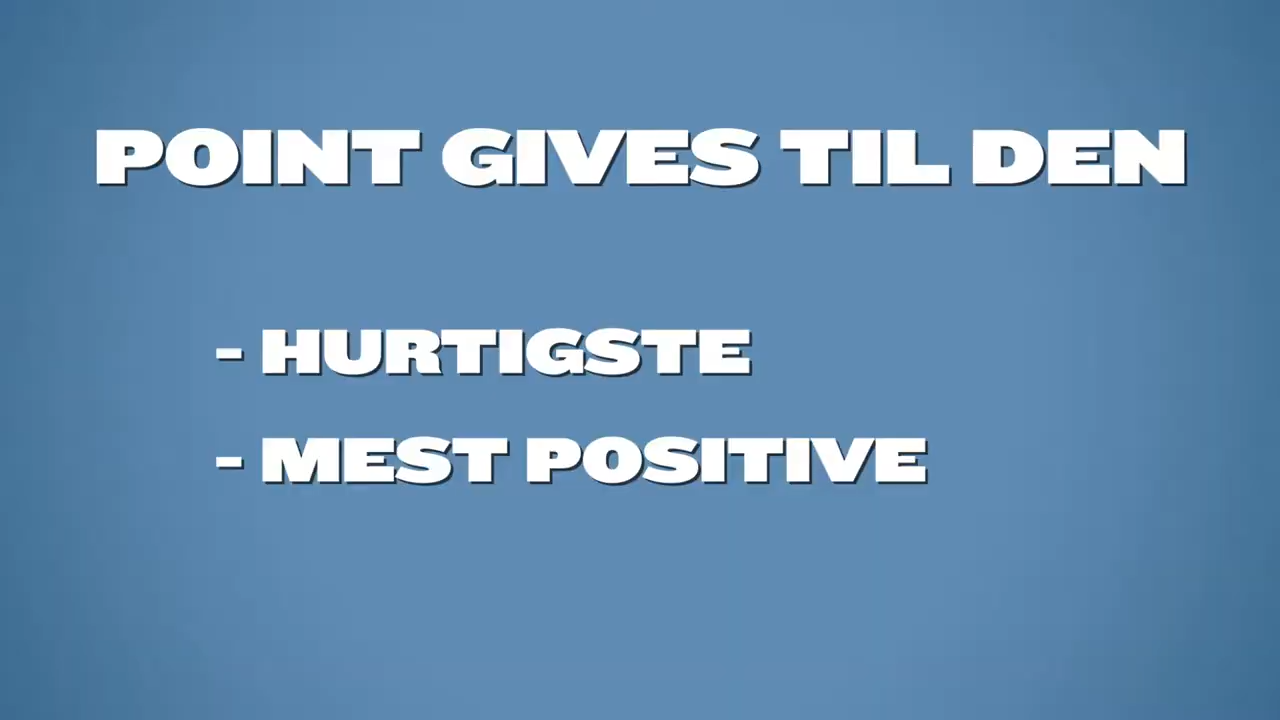 POINT GIVES TIL DEN
- HURTIGSTE
- MEST POSITIVE